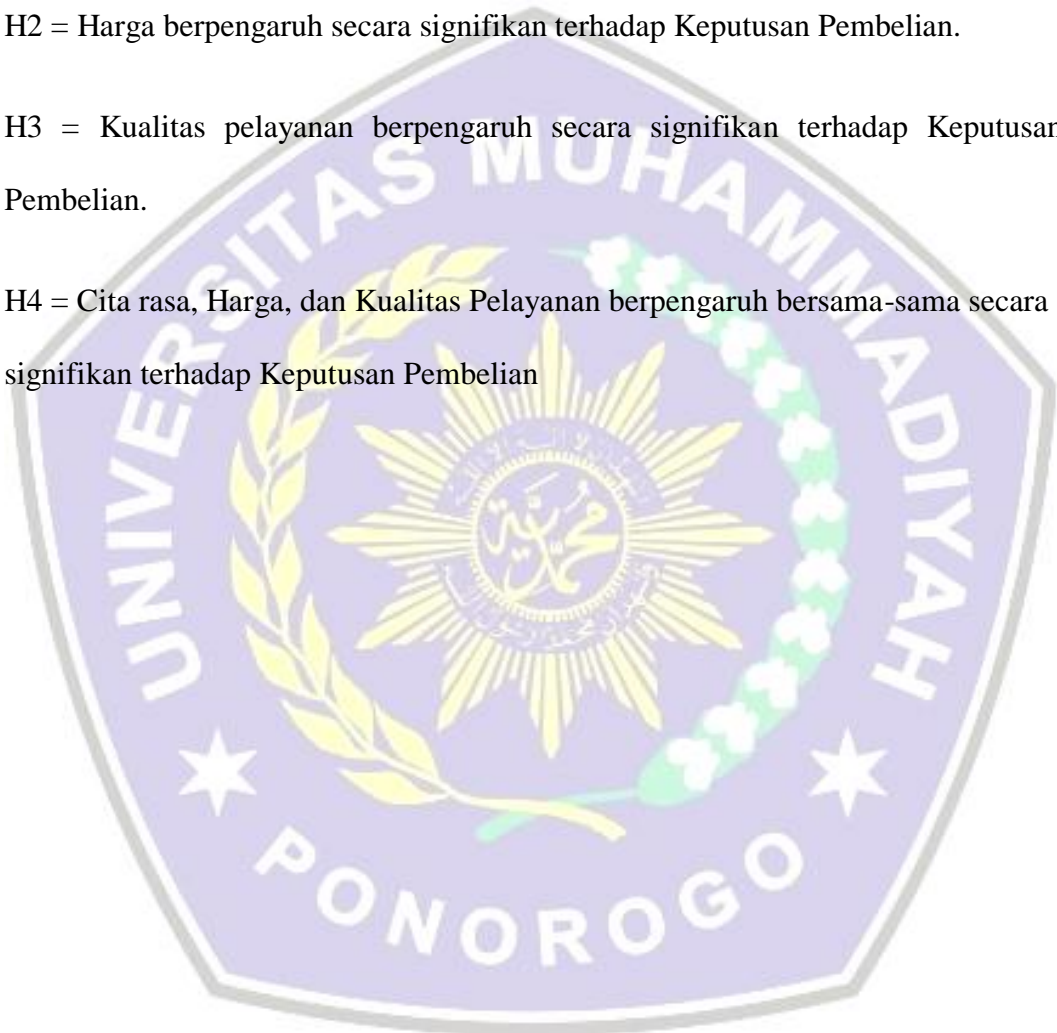 H2 = Harga berpengaruh secara signifikan terhadap Keputusan Pembelian.
H3 = Kualitas pelayanan berpengaruh secara signifikan terhadap Keputusan
Pembelian.
H4 = Cita rasa, Harga, dan Kualitas Pelayanan berpengaruh bersama-sama secara
signifikan terhadap Keputusan Pembelian
UNIVERSITAS MUHAMMADIYAH
PONOROGO